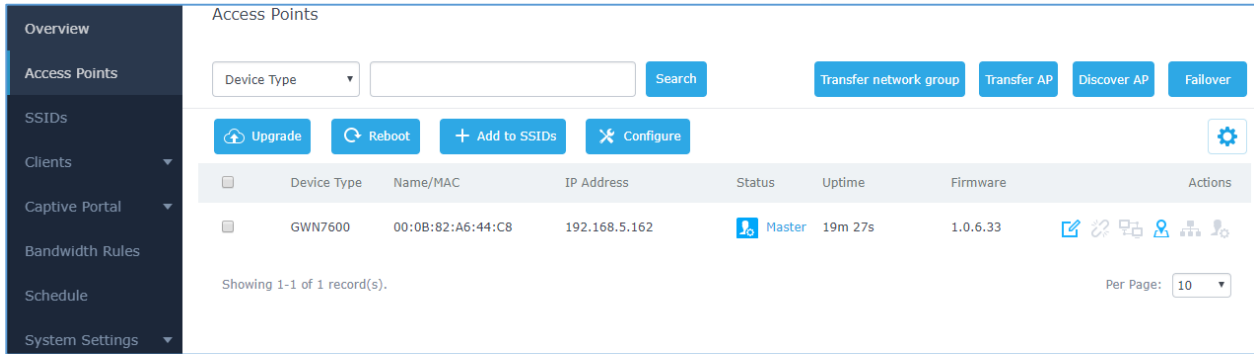 Overview
Access Points
SSIDs
Clients
Captive Portal
Bandwidth Rules
Schedule
System Settings
Access Points
Device Type Search Transfer network group Transfer AP Discover AP Failover
Upgrade Reboot + Add to SSIDs Configure
Device Type Name/MAC IP Address Status Uptime Firmware Actions
GWN7600 00:0B:82:A6:44:C8 192.168.5.162 Master 19m 27s 1.0.6.33
Showing 1-1 of 1 record(s). Per Page: 10